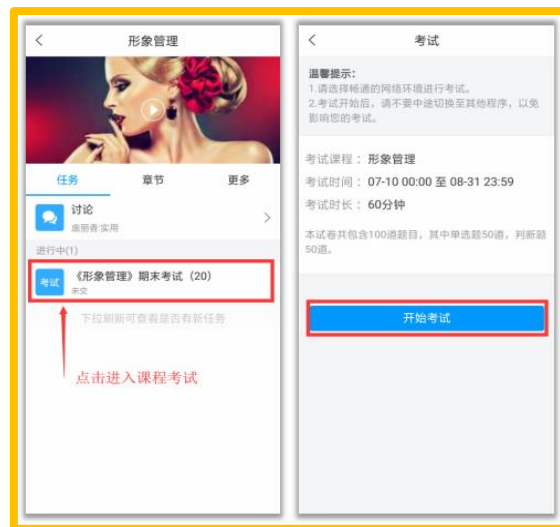 形象管理
任务 章节 更多
讨论
庞丽香:实用
进行中(1)
考试 《形象管理》期末考试（20）
未交
下拉刷新可查看是否有新任务
点击进入课程考试
考试
温馨提示：
1.请选择畅通的网络环境进行考试。
2.考试开始后，请不要中途切换至其他程序，以免
影响您的考试。
考试课程： 形象管理
考试时间： 07-10 00:00 至 08-31 23:59
考试时长： 60分钟
本试卷共包含100道题目，其中单选题50道，判断题
50道。
开始考试